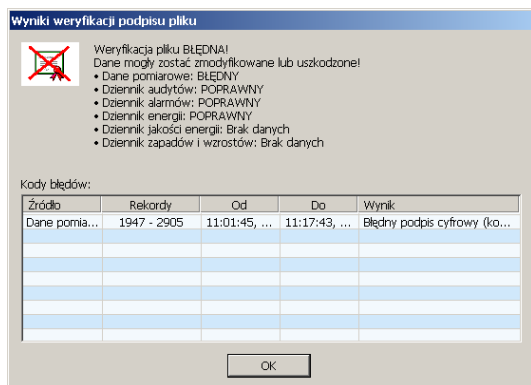 Wyniki weryfikacji podpisu pliku
Weryfikacja pliku BŁĘDNA!
Dane mogły zostać zmodyfikowane lub uszkodzone!
• Dane pomiarowe: BŁĘDNY
• Dziennik audytów: POPRAWNY
• Dziennik alarmów: POPRAWNY
• Dziennik energii: POPRAWNY
• Dziennik jakości energii: Brak danych
• Dziennik zapadów i wzrostów: Brak danych
Kody błędów:
Źródło Rekordy Od Do Wynik
Dane pomia... 1947 - 2905 11:01:45, ... 11:17:43, ... Błędny podpis cyfrowy (ko...
OK